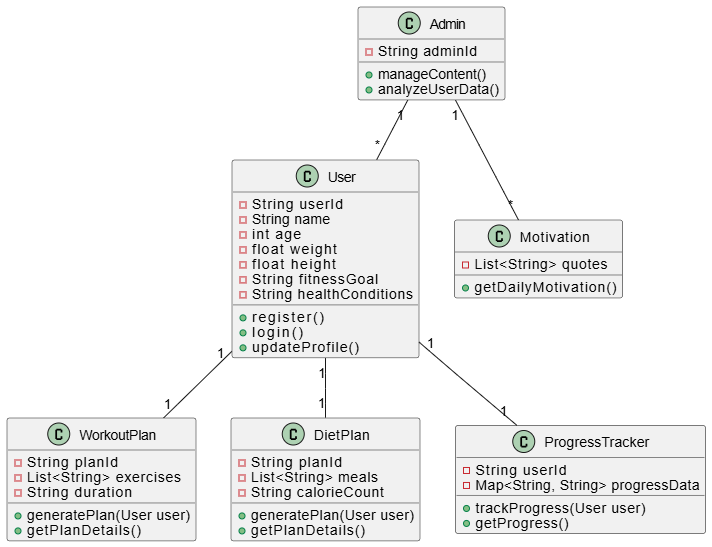 C Admin
String adminId
manageContent()
analyzeUserData()
1
1
*
*
C User
String userId
String name
int age
float weight
float height
String fitnessGoal
String healthConditions
register()
login()
updateProfile()
C Motivation
List<String> quotes
getDailyMotivation()
1
1
1
1
1
1
C WorkoutPlan
String planId
List<String> exercises
String duration
generatePlan(User user)
getPlanDetails()
C DietPlan
String planId
List<String> meals
String calorieCount
generatePlan(User user)
getPlanDetails()
C ProgressTracker
String userId
Map<String, String> progressData
trackProgress(User user)
getProgress()